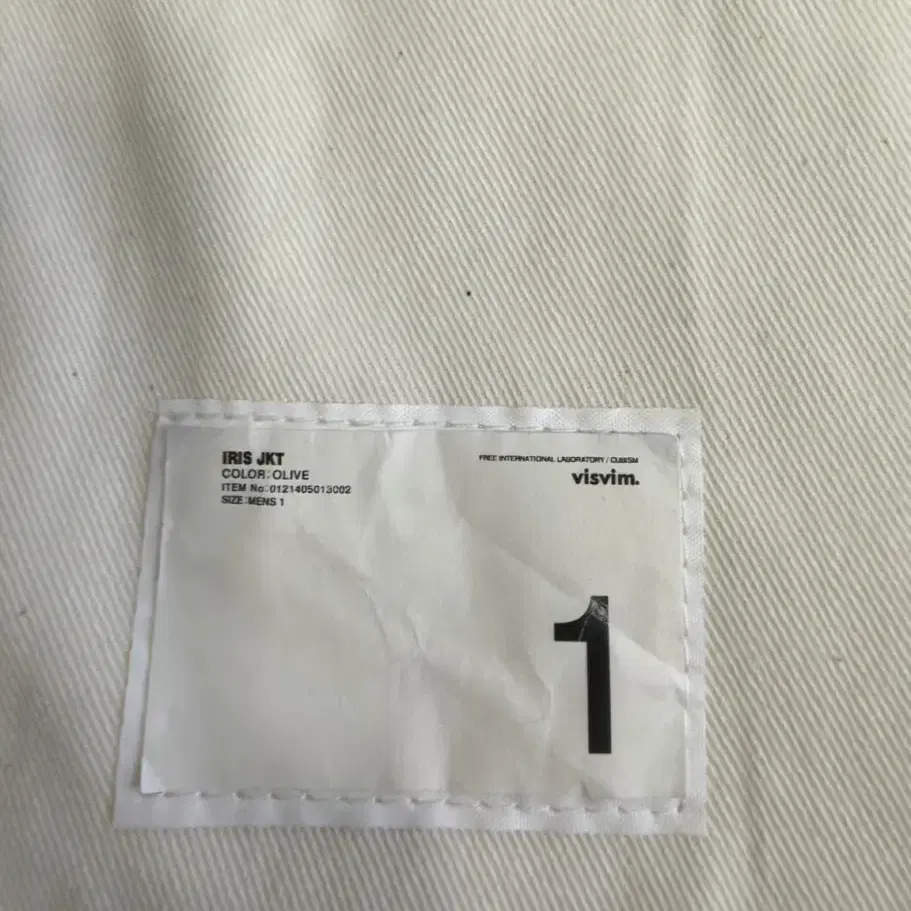 IRIS JKT
COLOR:OLIVE
ITEM No:0121405013002
SIZE:MENS 1
FREE INTERNATIONAL LABORATORY / CUBISM
visvim.
1